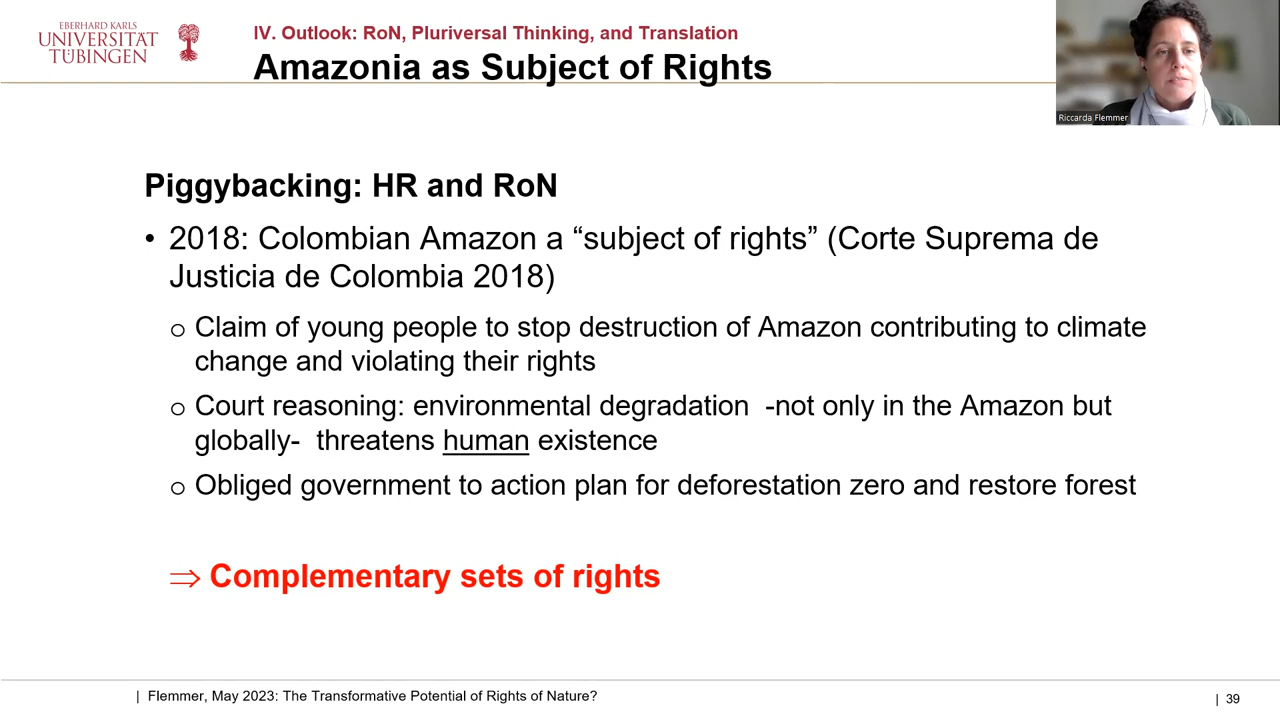 EBERHARD KARLS
UNIVERSITÄT
TÜBINGEN
IV. Outlook: RoN, Pluriversal Thinking, and Translation
Amazonia as Subject of Rights
Riccarda Flemmer
Piggybacking: HR and RoN
• 2018: Colombian Amazon a “subject of rights” (Corte Suprema de
Justicia de Colombia 2018)
o Claim of young people to stop destruction of Amazon contributing to climate
change and violating their rights
o Court reasoning: environmental degradation -not only in the Amazon but
globally- threatens human existence
o Obliged government to action plan for deforestation zero and restore forest
⇒ Complementary sets of rights
| Flemmer, May 2023: The Transformative Potential of Rights of Nature?
| 39